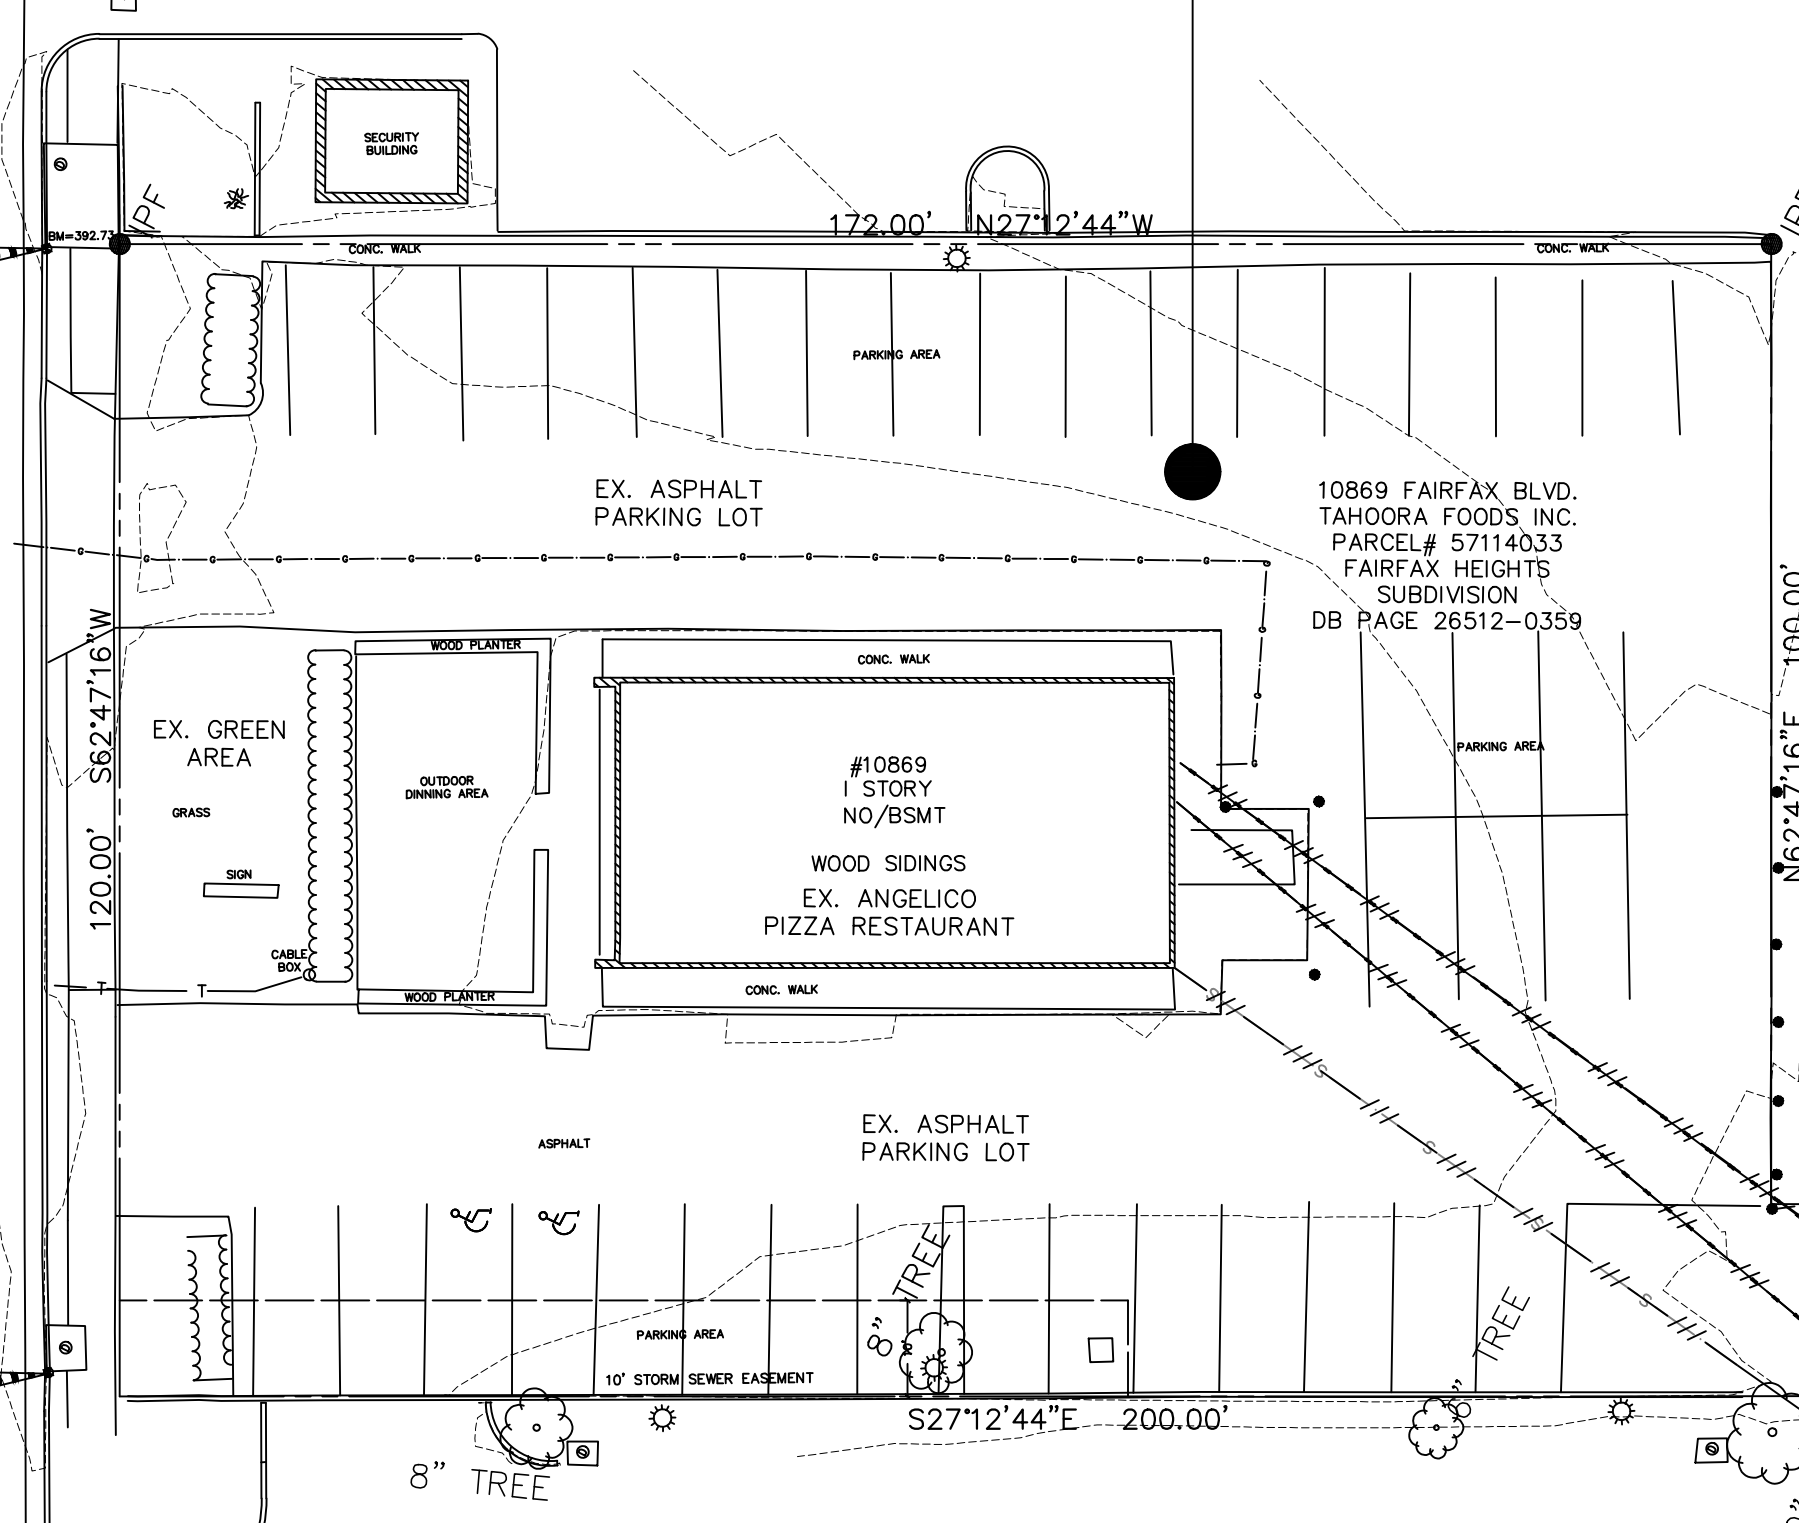 SECURITY
BUILDING
IPF
BM=392.73
172.00' N27°12'44"W
CONC. WALK
CONC. WALK
PARKING AREA
EX. ASPHALT
PARKING LOT
10869 FAIRFAX BLVD.
TAHOORA FOODS INC.
PARCEL# 57114033
FAIRFAX HEIGHTS
SUBDIVISION
DB PAGE 26512-0359
G G G G G G G G G G G G G G G G G G G G G G
N62°47'16"E 100.00'
120.00' S62°47'16"W
WOOD PLANTER
CONC. WALK
EX. GREEN
AREA
GRASS
SIGN
CABLE
BOX
T T
OUTDOOR
DINNING AREA
#10869
I STORY
NO/BSMT
WOOD SIDINGS
EX. ANGELICO
PIZZA RESTAURANT
PARKING AREA
WOOD PLANTER
CONC. WALK
S S S S S
ASPHALT
EX. ASPHALT
PARKING LOT
8" TREE
8" TREE
PARKING AREA
10' STORM SEWER EASEMENT
S27°12'44"E 200.00'
8" TREE